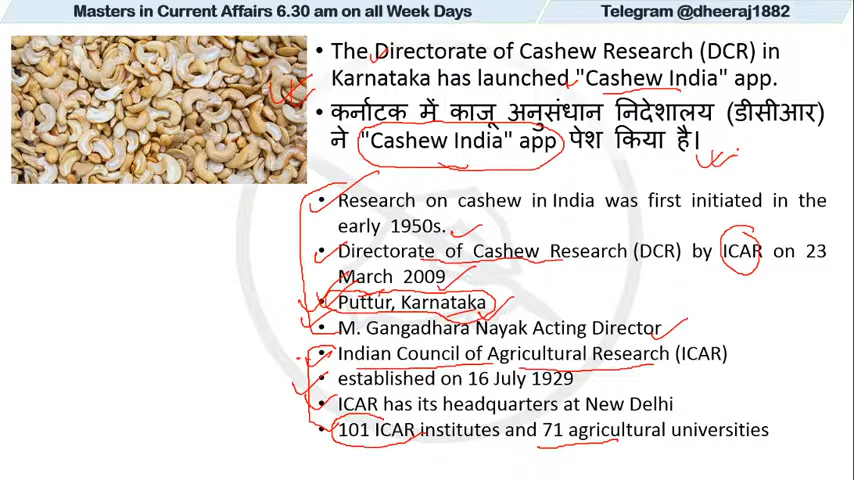 Masters in Current Affairs 6.30 am on all Week Days
Telegram @dheeraj1882
• The Directorate of Cashew Research (DCR) in
Karnataka has launched "Cashew India" app.
• कर्नाटक में काजू अनुसंधान निदेशालय (डीसीआर)
ने "Cashew India" app पेश किया है।
• Research on cashew in India was first initiated in the
early 1950s.
• Directorate of Cashew Research (DCR) by ICAR on 23
March 2009
• Puttur, Karnataka
• M. Gangadhara Nayak Acting Director
• Indian Council of Agricultural Research (ICAR)
• established on 16 July 1929
• ICAR has its headquarters at New Delhi
• 101 ICAR institutes and 71 agricultural universities